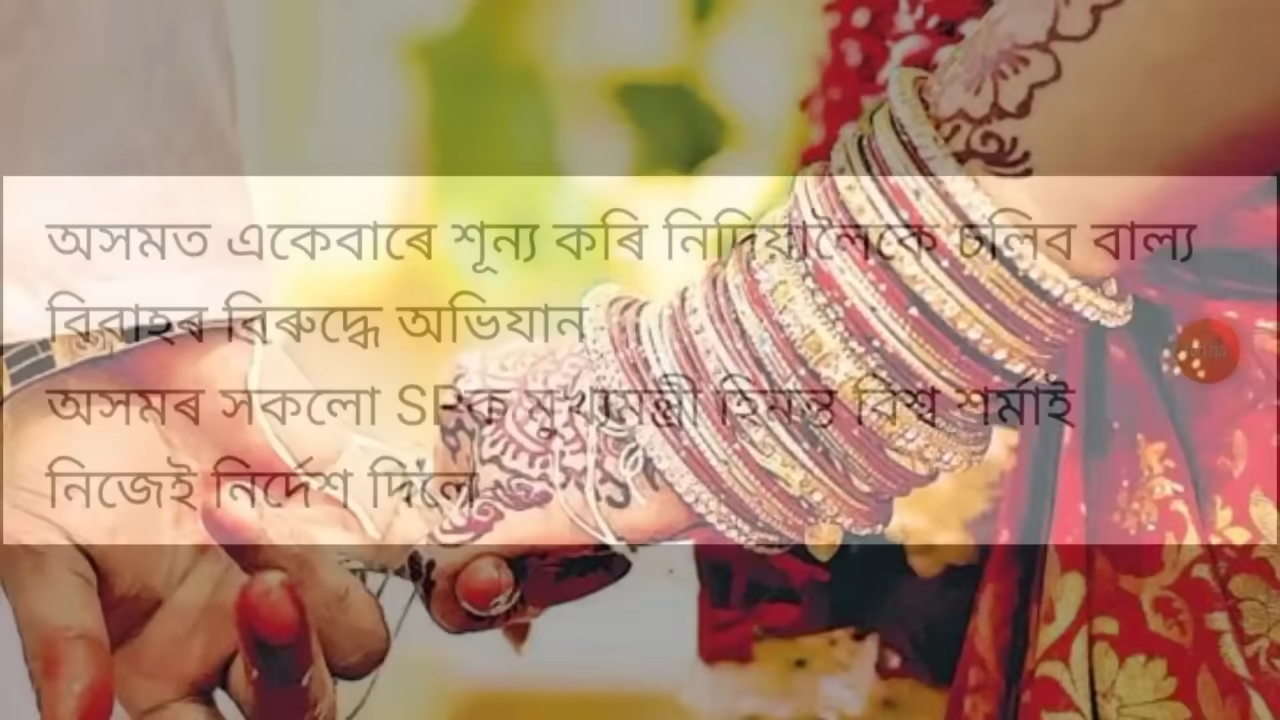 অসমত একেবাৰে শূন্য কৰি নিদিয়ালৈকে চলিব বাল্য
বিবাহৰ বিৰুদ্ধে অভিযান
অসমৰ সকলো SPক মুখ্যমন্ত্ৰী হিমন্ত বিশ্ব শৰ্মাই
নিজেই নিৰ্দেশ দিলে